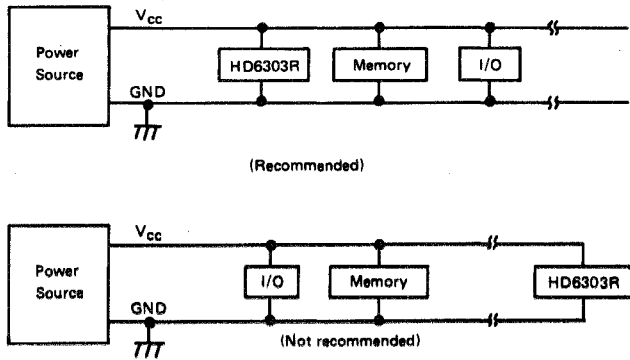 Vcc
Power
Source
HD6303R
Memory
I/O
GND
(Recommended)
Vcc
Power
Source
I/O
Memory
HD6303R
GND
(Not recommended)